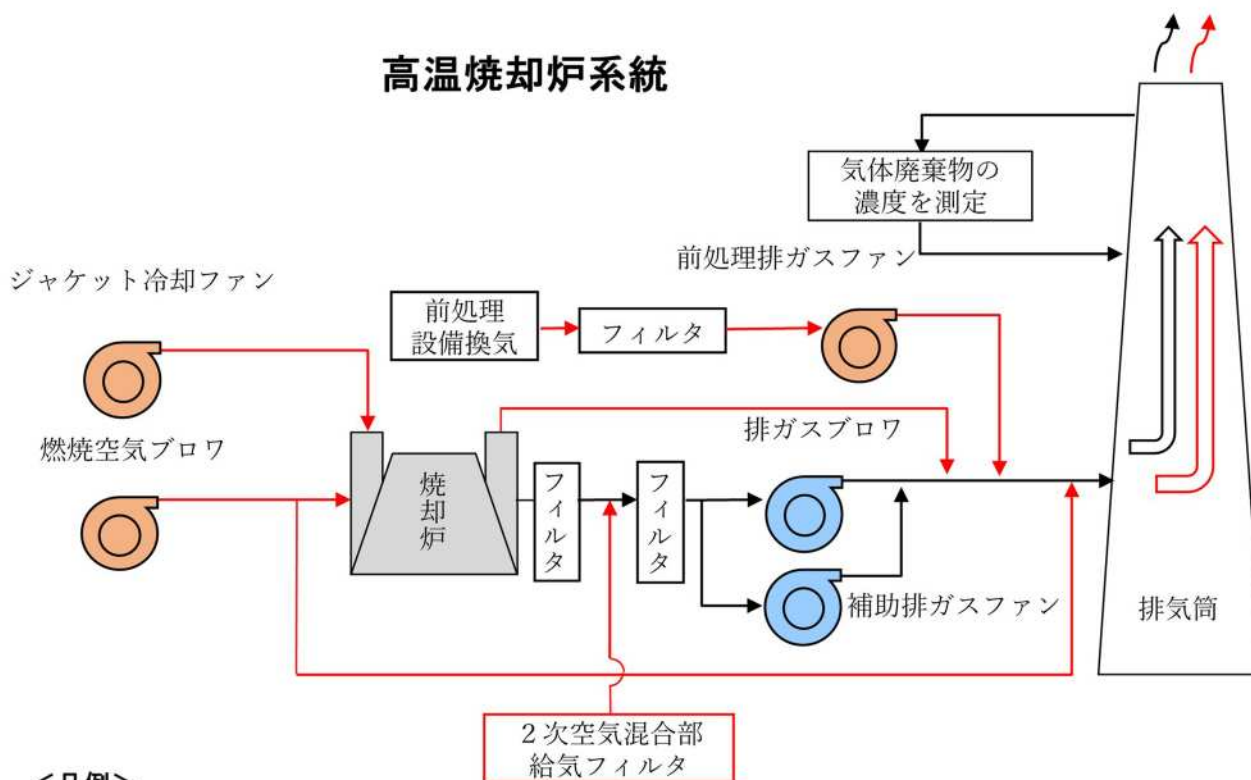 高温焼却炉系統
気体廃棄物の
濃度を測定
前処理排ガスファン
ジャケット冷却ファン
前処理
設備換気
フィルタ
燃焼空気ブロワ
排ガスブロワ
焼却炉
フィルタ
フィルタ
補助排ガスファン
排気筒
2次空気混合部
給気フィルタ
<凡例>